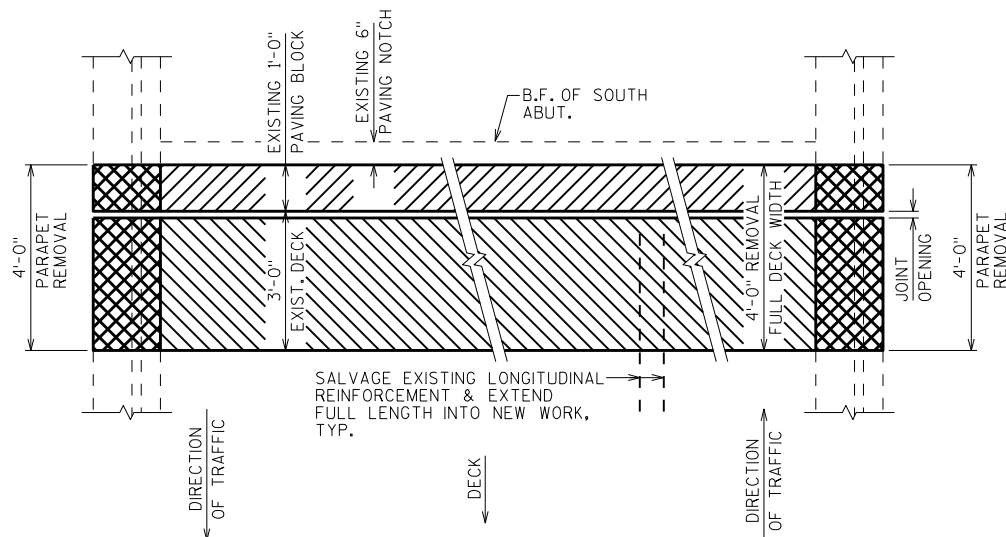 EXISTING 1'-0"
PAVING BLOCK
EXISTING 6"
PAVING NOTCH
B.F. OF SOUTH
ABUT.
4'-0"
PARAPET
REMOVAL
3'-0"
EXIST. DECK
4'-0" REMOVAL
FULL DECK WIDTH
JOINT
OPENING
4'-0"
PARAPET
REMOVAL
SALVAGE EXISTING LONGITUDINAL
REINFORCEMENT & EXTEND
FULL LENGTH INTO NEW WORK,
TYP.
DIRECTION
OF TRAFFIC
DECK
DIRECTION
OF TRAFFIC